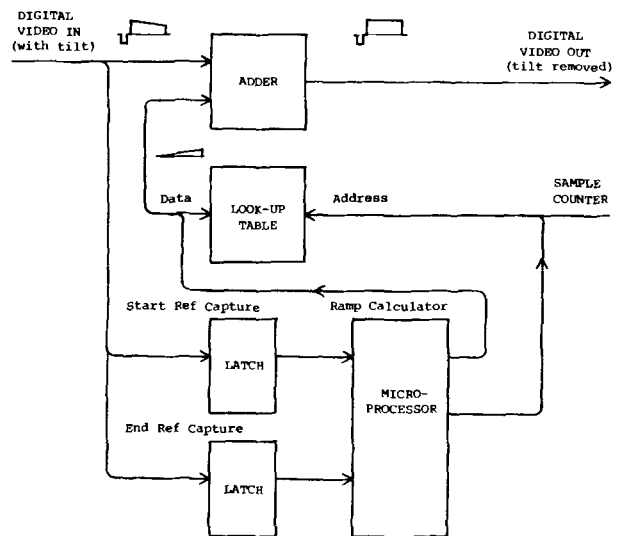 DIGITAL
VIDEO IN
(with tilt)
DIGITAL
VIDEO OUT
(tilt removed)
ADDER
Data
LOOK-UP
TABLE
Address
SAMPLE
COUNTER
Start Ref Capture
Ramp Calculator
LATCH
MICRO-
PROCESSOR
End Ref Capture
LATCH